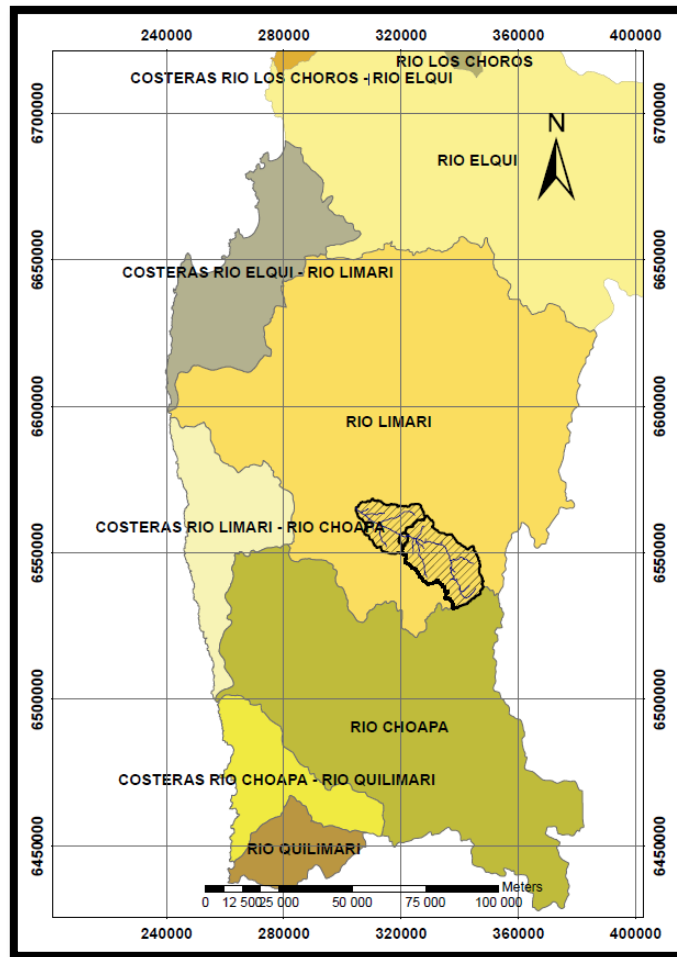 240000 280000 320000 360000 400000
RIO LOS CHOROS
COSTERAS RIO LOS CHOROS - RIO ELQUI
6700000 6700000
N
RIO ELQUI
6650000 6650000
COSTERAS RIO ELQUI - RIO LIMARI
6600000 6600000
RIO LIMARI
COSTERAS RIO LIMARI - RIO CHOAPA
6550000 6550000
6500000 6500000
RIO CHOAPA
COSTERAS RIO CHOAPA - RIO QUILIMARI
6450000 6450000
RIO QUILIMARI
Meters
0 12 500 25 000 50 000 75 000 100 000
240000 280000 320000 360000 400000